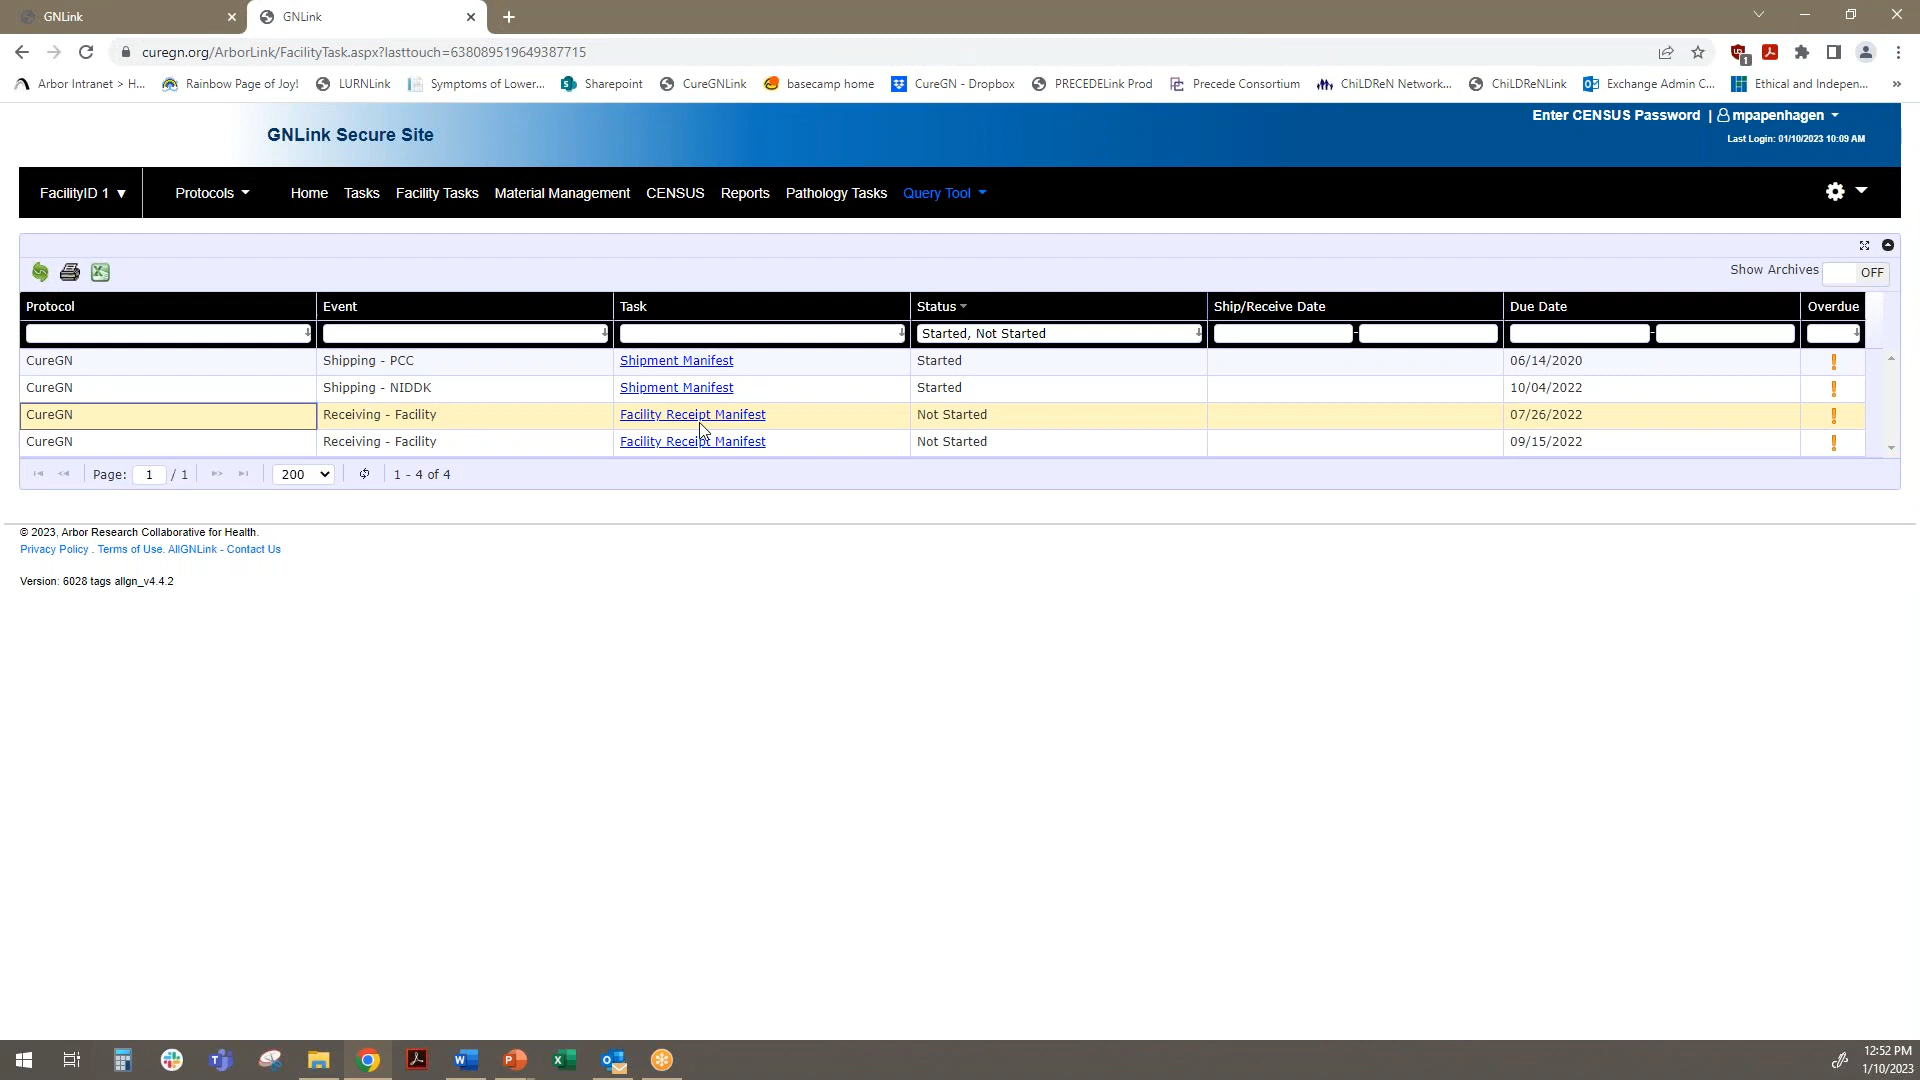 GNLink
GNLink
curegn.org/ArborLink/FacilityTask.aspx?lasttouch=638089519649387715
1
Arbor Intranet > H...
Rainbow Page of Joy!
LURNLink
Symptoms of Lower...
Sharepoint
CureGNLink
basecamp home
CureGN - Dropbox
PRECEDELink Prod
Precede Consortium
ChiLDReN Network...
ChiLDReNLink
Exchange Admin C...
Ethical and Indepen...
»
Enter CENSUS Password | mpapenhagen
GNLink Secure Site
Last Login: 01/10/2023 10:09 AM
FacilityID 1 ▼
Protocols
Home
Tasks
Facility Tasks
Material Management
CENSUS
Reports
Pathology Tasks
Query Tool
Show Archives OFF
Protocol Event Task Status Ship/Receive Date Due Date Overdue
Started, Not Started - -
CureGN Shipping - PCC Shipment Manifest Started 06/14/2020
CureGN Shipping - NIDDK Shipment Manifest Started 10/04/2022
CureGN Receiving - Facility Facility Receipt Manifest Not Started 07/26/2022
CureGN Receiving - Facility Facility Receipt Manifest Not Started 09/15/2022
Page: 1 / 1 200 1 - 4 of 4
© 2023, Arbor Research Collaborative for Health.
Privacy Policy . Terms of Use. AllGNLink - Contact Us
Version: 6028 tags allgn_v4.4.2
12:52 PM
1/10/2023